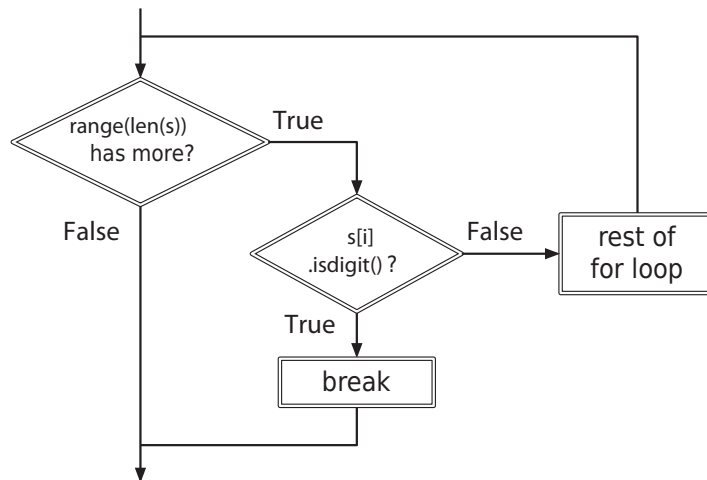 range(len(s))
has more?
True
False
s[i]
.isdigit() ?
False
rest of
for loop
True
break